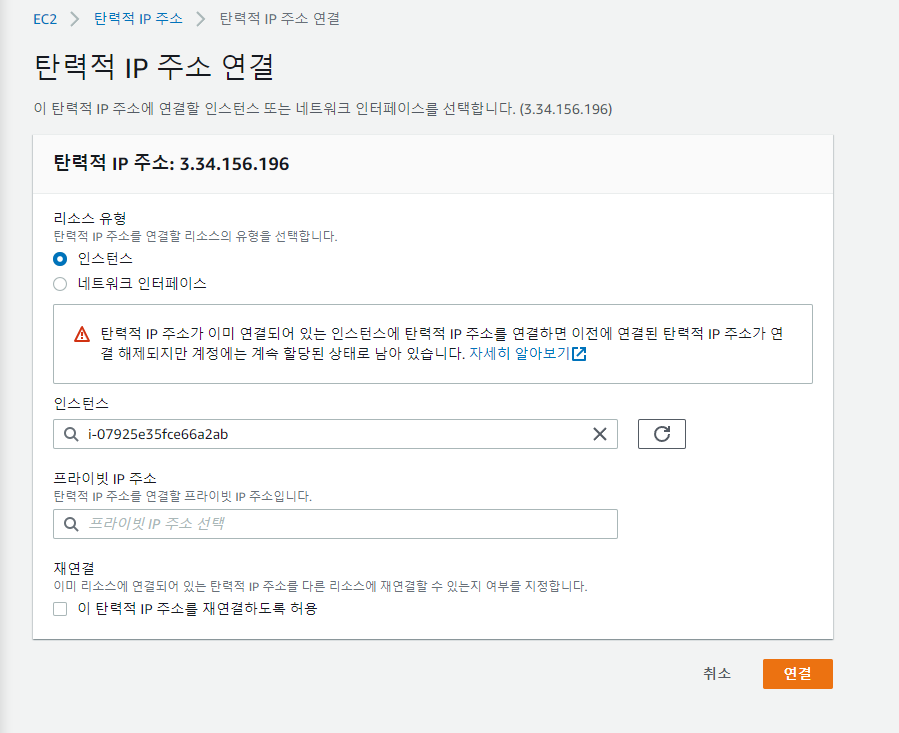 EC2 > 탄력적 IP 주소 > 탄력적 IP 주소 연결
탄력적 IP 주소 연결
이 탄력적 IP 주소에 연결할 인스턴스 또는 네트워크 인터페이스를 선택합니다. (3.34.156.196)
탄력적 IP 주소: 3.34.156.196
리소스 유형
탄력적 IP 주소를 연결할 리소스의 유형을 선택합니다.
인스턴스
네트워크 인터페이스
탄력적 IP 주소가 이미 연결되어 있는 인스턴스에 탄력적 IP 주소를 연결하면 이전에 연결된 탄력적 IP 주소가 연
결 해제되지만 계정에는 계속 할당된 상태로 남아 있습니다. 자세히 알아보기
인스턴스
i-07925e35fce66a2ab
프라이빗 IP 주소
탄력적 IP 주소를 연결할 프라이빗 IP 주소입니다.
프라이빗 IP 주소 선택
재연결
이미 리소스에 연결되어 있는 탄력적 IP 주소를 다른 리소스에 재연결할 수 있는지 여부를 지정합니다.
이 탄력적 IP 주소를 재연결하도록 허용
취소 연결